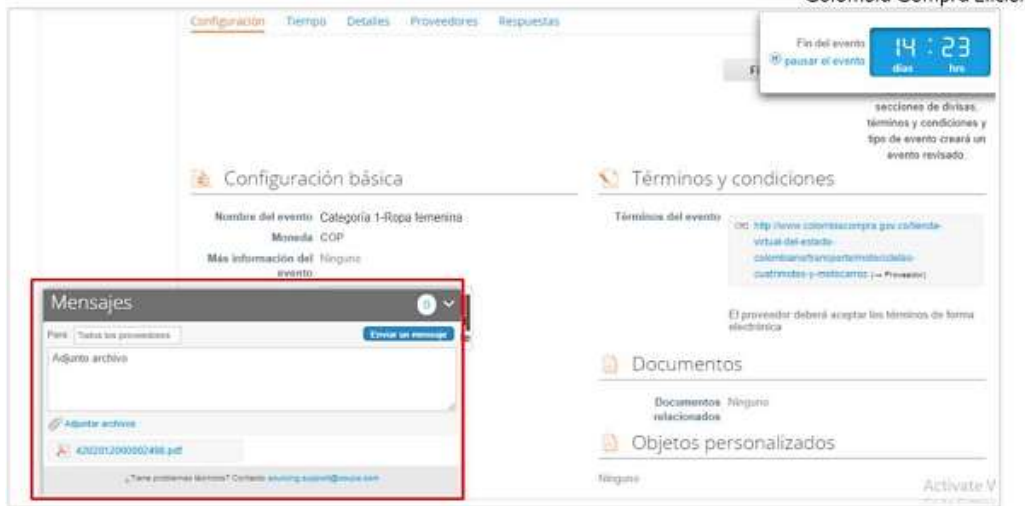 Colombia Compra Eficien
Configuración Tiempo Detalles Proveedores Respuestas
Fin del evento
pausar el evento
14 : 23
días hrs
Fi
secciones de divisas,
términos y condiciones y
tipo de evento creará un
evento revisado.
Configuración básica
Nombre del evento Categoría 1-Ropa femenina
Moneda COP
Más información del evento Ninguno
Términos y condiciones
Términos del evento
http://www.colombiacompra.gov.co/tienda-
virtual-del-estado-
colombiano/transporte/motocicletas-
cuatrimotos-y-motocarros (→ Proveedor)
El proveedor deberá aceptar los términos de forma
electrónica
Mensajes 0
Para Todos los proveedores Enviar un mensaje
Adjunto archivo
Adjuntar archivos
4202012000002498.pdf
¿Tiene problemas técnicos? Contacto sourcing.support@coupa.com
Documentos
Documentos relacionados Ninguno
Objetos personalizados
Ninguno
Activate V